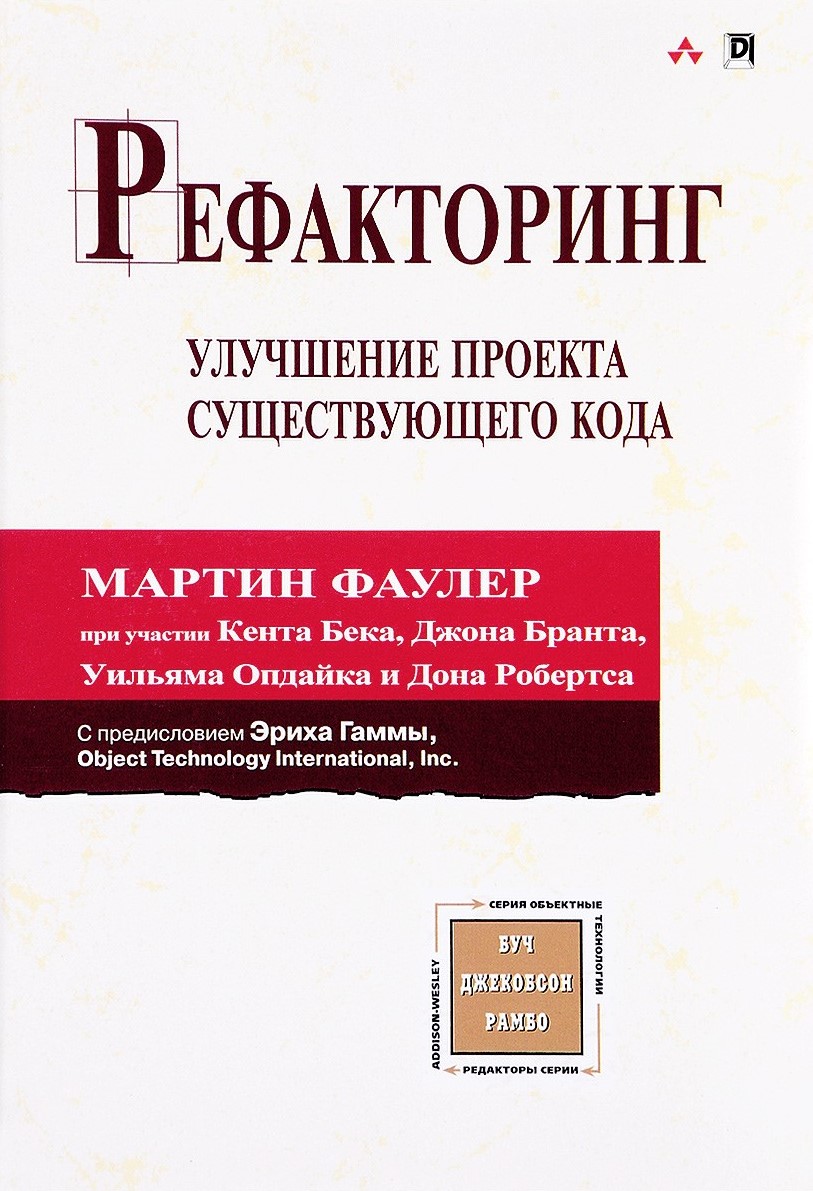 РЕФАКТОРИНГ
УЛУЧШЕНИЕ ПРОЕКТА
СУЩЕСТВУЮЩЕГО КОДА
МАРТИН ФАУЛЕР
при участии Кента Бека, Джона Бранта,
Уильяма Опдайка и Дона Робертса
С предисловием Эриха Гаммы,
Object Technology International, Inc.
СЕРИЯ ОБЪЕКТНЫЕ
ТЕХНОЛОГИИ
ADDISON-WESLEY
БУЧ
ДЖЕКОБСОН
РАМБО
РЕДАКТОРЫ СЕРИИ